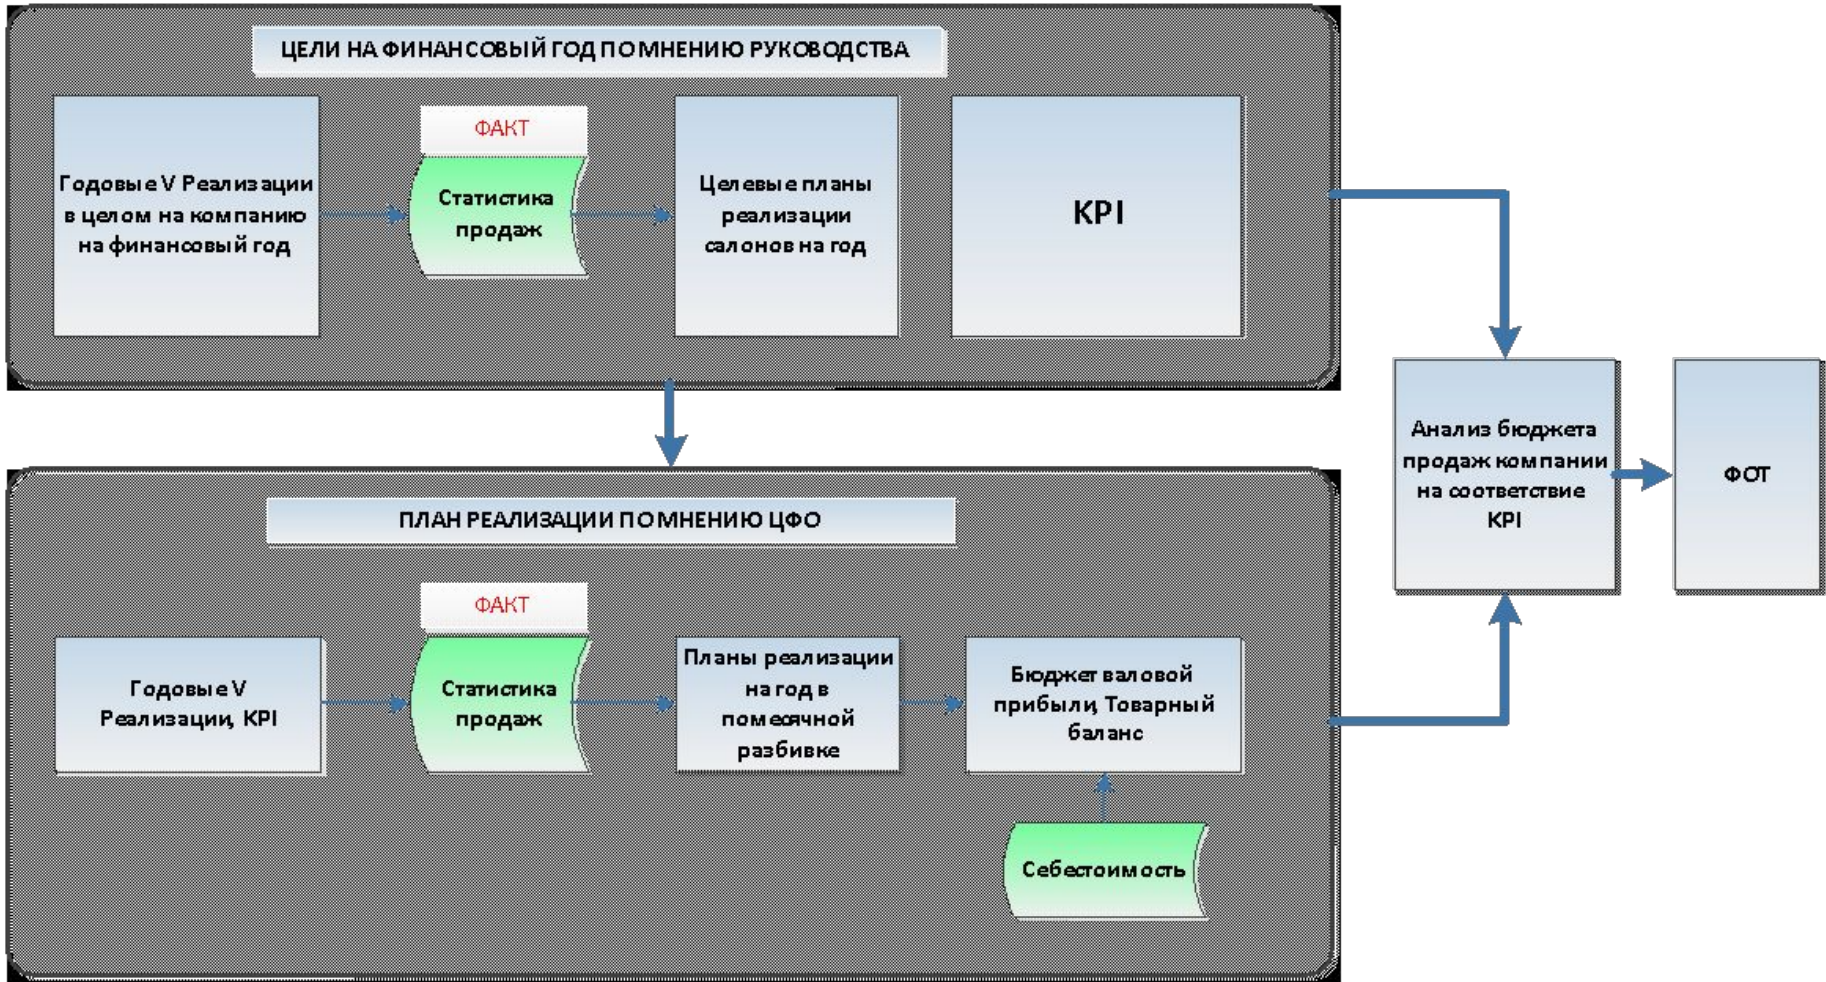 ЦЕЛИ НА ФИНАНСОВЫЙ ГОД ПО МНЕНИЮ РУКОВОДСТВА
Годовые V Реализации
в целом на компанию
на финансовый год
ФАКТ
Статистика
продаж
Целевые планы
реализации
салонов на год
KPI
Анализ бюджета
продаж компании
на соответствие
KPI
ФОТ
ПЛАН РЕАЛИЗАЦИИ ПО МНЕНИЮ ЦФО
Годовые V
Реализации, KPI
ФАКТ
Статистика
продаж
Планы реализации
на год в
помесячной
разбивке
Бюджет валовой
прибыли, Товарный
баланс
Себестоимость